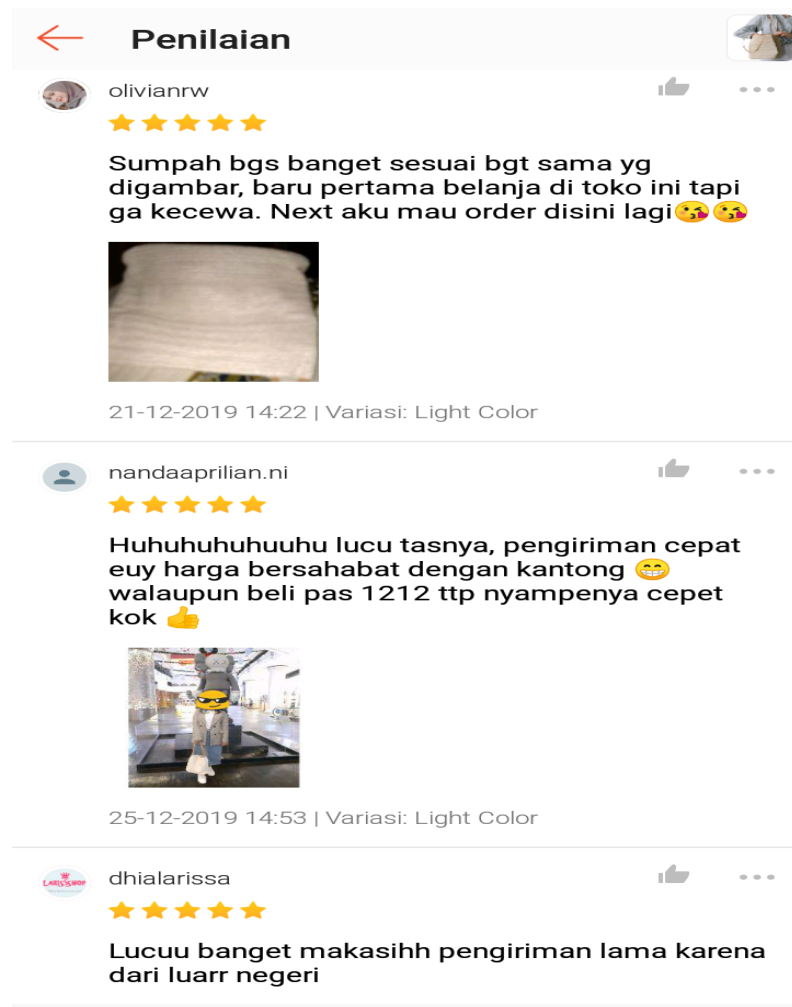 Penilaian
olivianrw
Sumpah bgs banget sesuai bgt sama yg
digambar, baru pertama belanja di toko ini tapi
ga kecewa. Next aku mau order disini lagi😘😘
21-12-2019 14:22 | Variasi: Light Color
nandaaprilian.ni
Huhuhuhuhuuhu lucu tasnya, pengiriman cepat
euy harga bersahabat dengan kantong 😁
walaupun beli pas 1212 ttp nyampenya cepet
kok 👍
25-12-2019 14:53 | Variasi: Light Color
LARISSHOP
dhialarissa
Lucuu banget makasihh pengiriman lama karena
dari luarr negeri